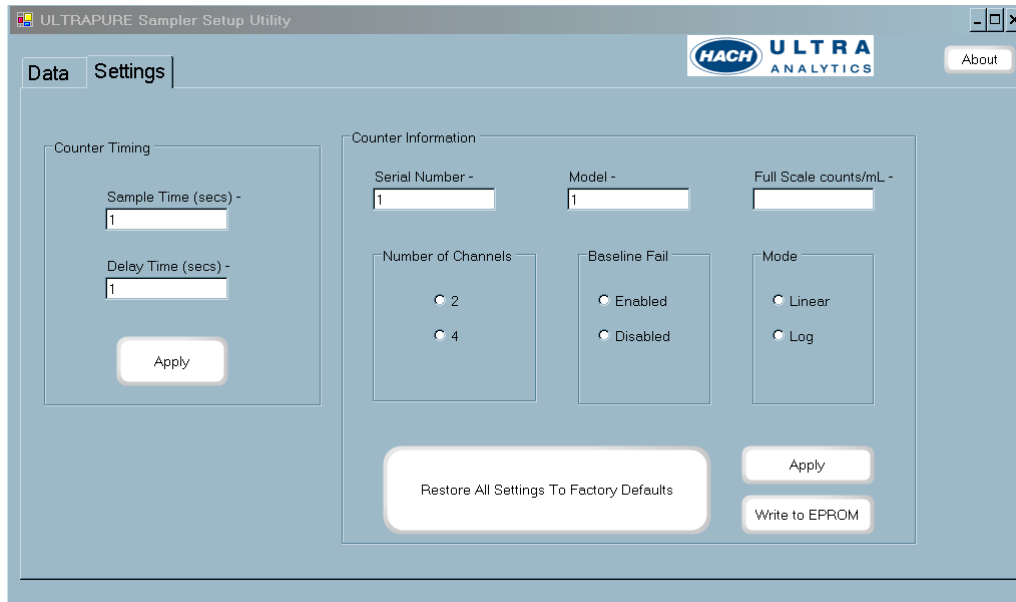 ULTRAPURE Sampler Setup Utility
HACH ULTRA
ANALYTICS
About
Data Settings
Counter Timing
Sample Time (secs) -
1
Delay Time (secs) -
1
Apply
Counter Information
Serial Number - Model - Full Scale counts/mL -
1 1
Number of Channels Baseline Fail Mode
2 Enabled Linear
4 Disabled Log
Restore All Settings To Factory Defaults
Apply
Write to EPROM